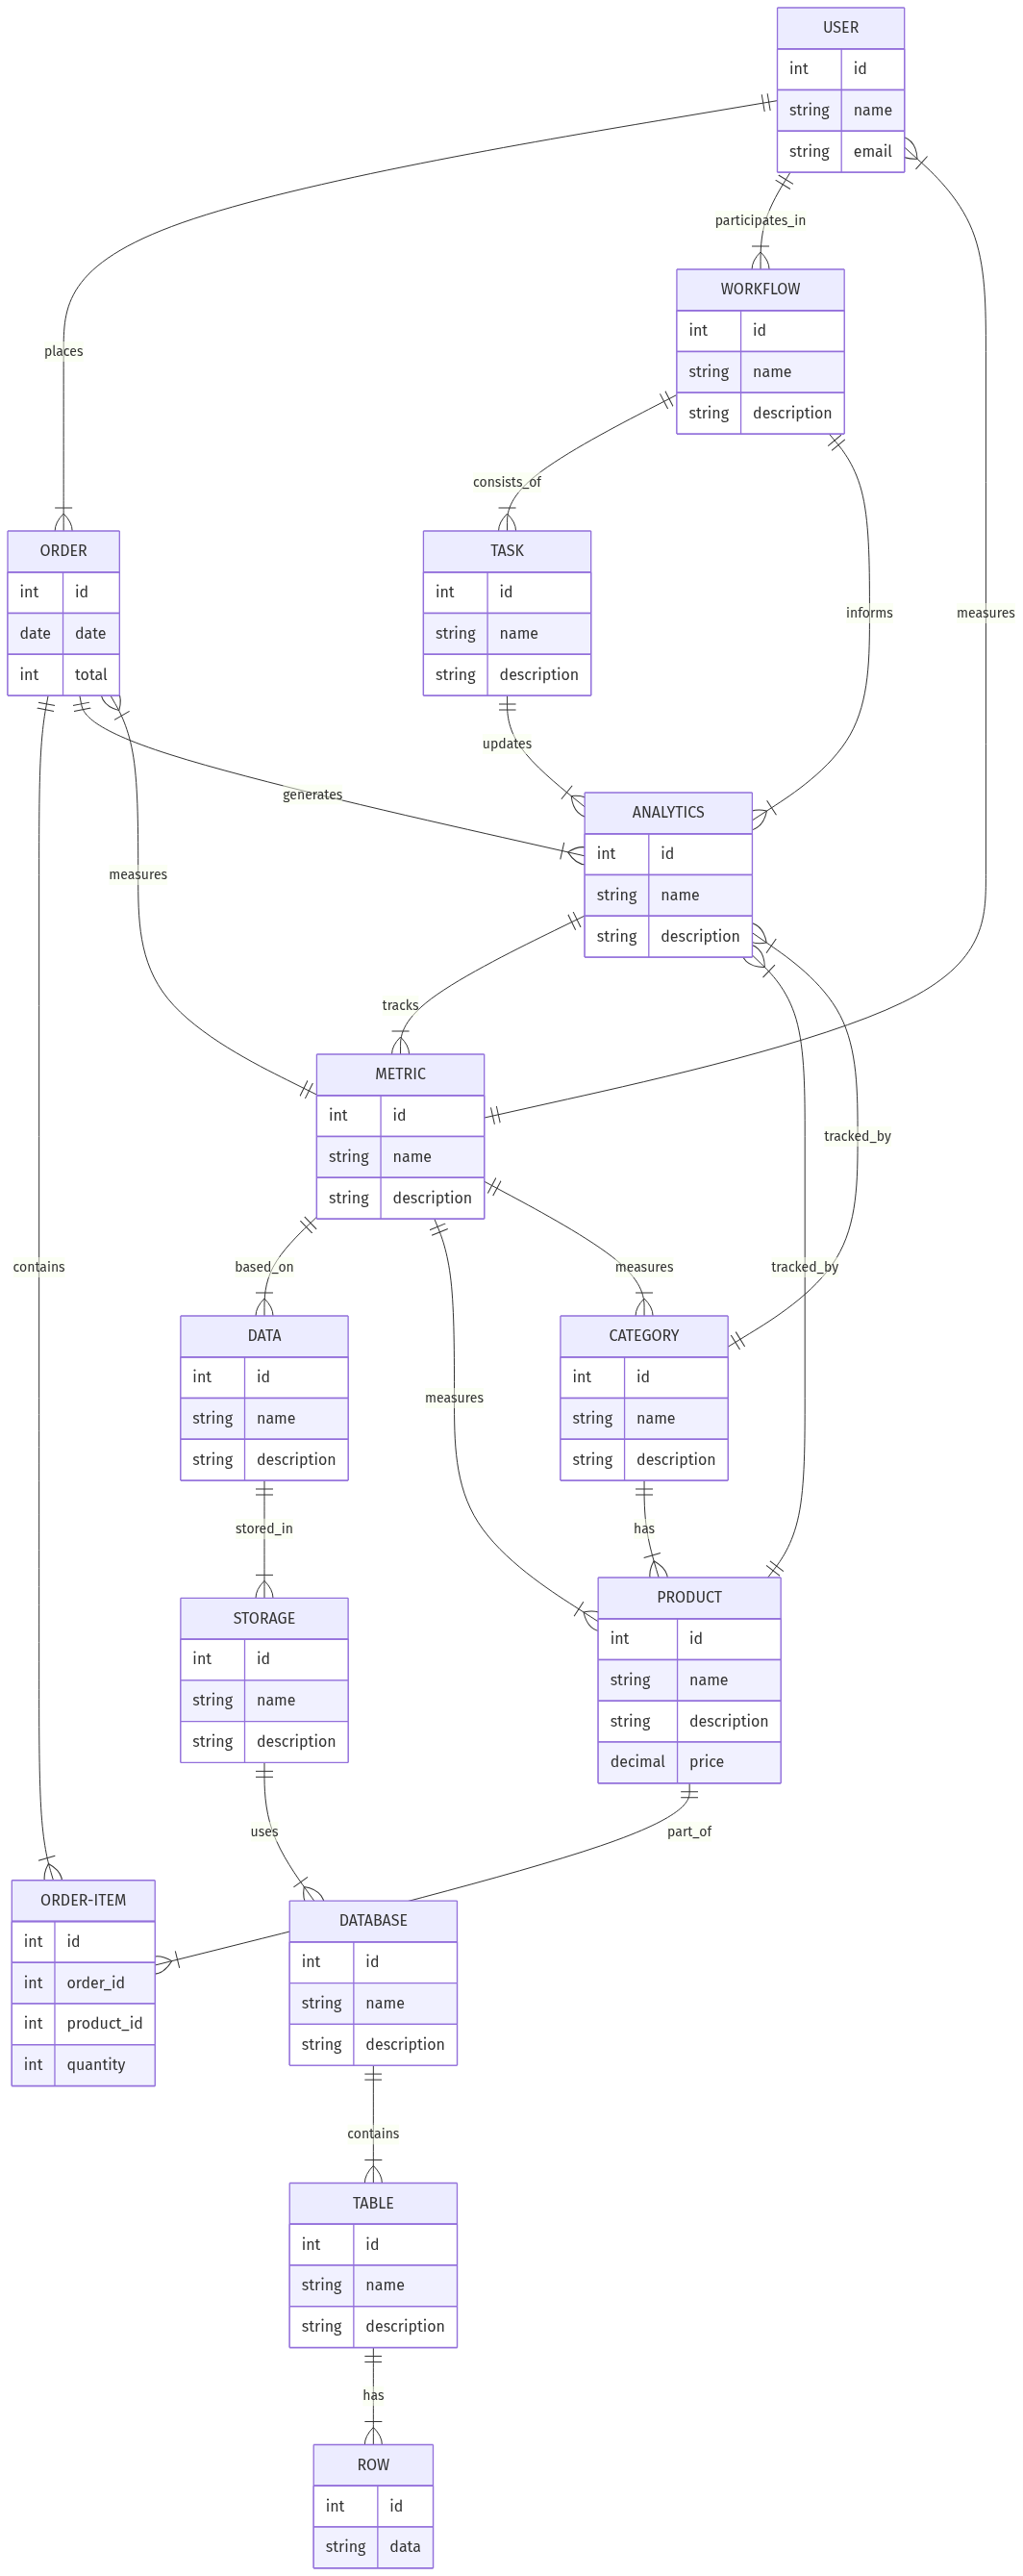 USER
int id
string name
string email
participates_in
WORKFLOW
int id
string name
string description
places
consists_of
ORDER
int id
date date
int total
TASK
int id
string name
string description
informs
measures
updates
generates
ANALYTICS
int id
string name
string description
measures
tracks
METRIC
int id
string name
string description
tracked_by
contains
based_on
measures
tracked_by
DATA
int id
string name
string description
measures
CATEGORY
int id
string name
string description
stored_in
has
STORAGE
int id
string name
string description
PRODUCT
int id
string name
string description
decimal price
uses
part_of
ORDER-ITEM
int id
int order_id
int product_id
int quantity
DATABASE
int id
string name
string description
contains
TABLE
int id
string name
string description
has
ROW
int id
string data